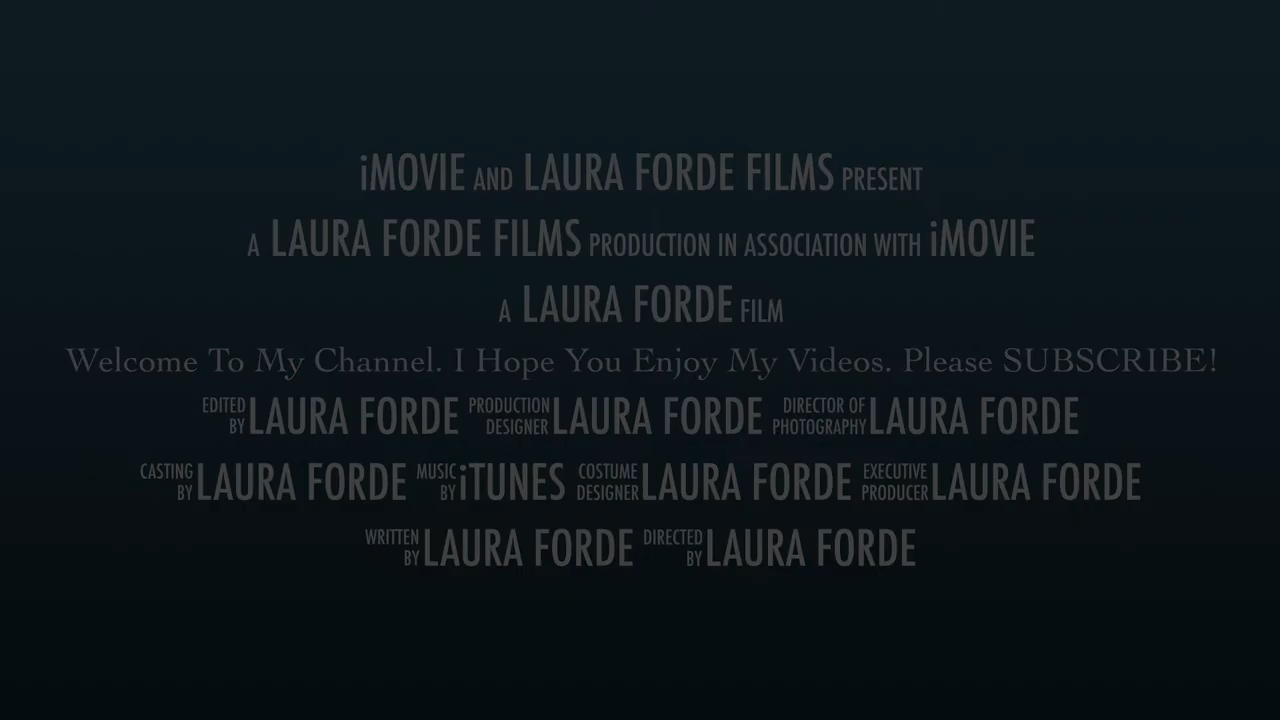 iMOVIE AND LAURA FORDE FILMS PRESENT
A LAURA FORDE FILMS PRODUCTION IN ASSOCIATION WITH iMOVIE
A LAURA FORDE FILM
Welcome To My Channel. I Hope You Enjoy My Videos. Please SUBSCRIBE!
EDITED BY LAURA FORDE PRODUCTION DESIGNER LAURA FORDE DIRECTOR OF PHOTOGRAPHY LAURA FORDE
CASTING BY LAURA FORDE MUSIC BY iTUNES COSTUME DESIGNER LAURA FORDE EXECUTIVE PRODUCER LAURA FORDE
WRITTEN BY LAURA FORDE DIRECTED BY LAURA FORDE